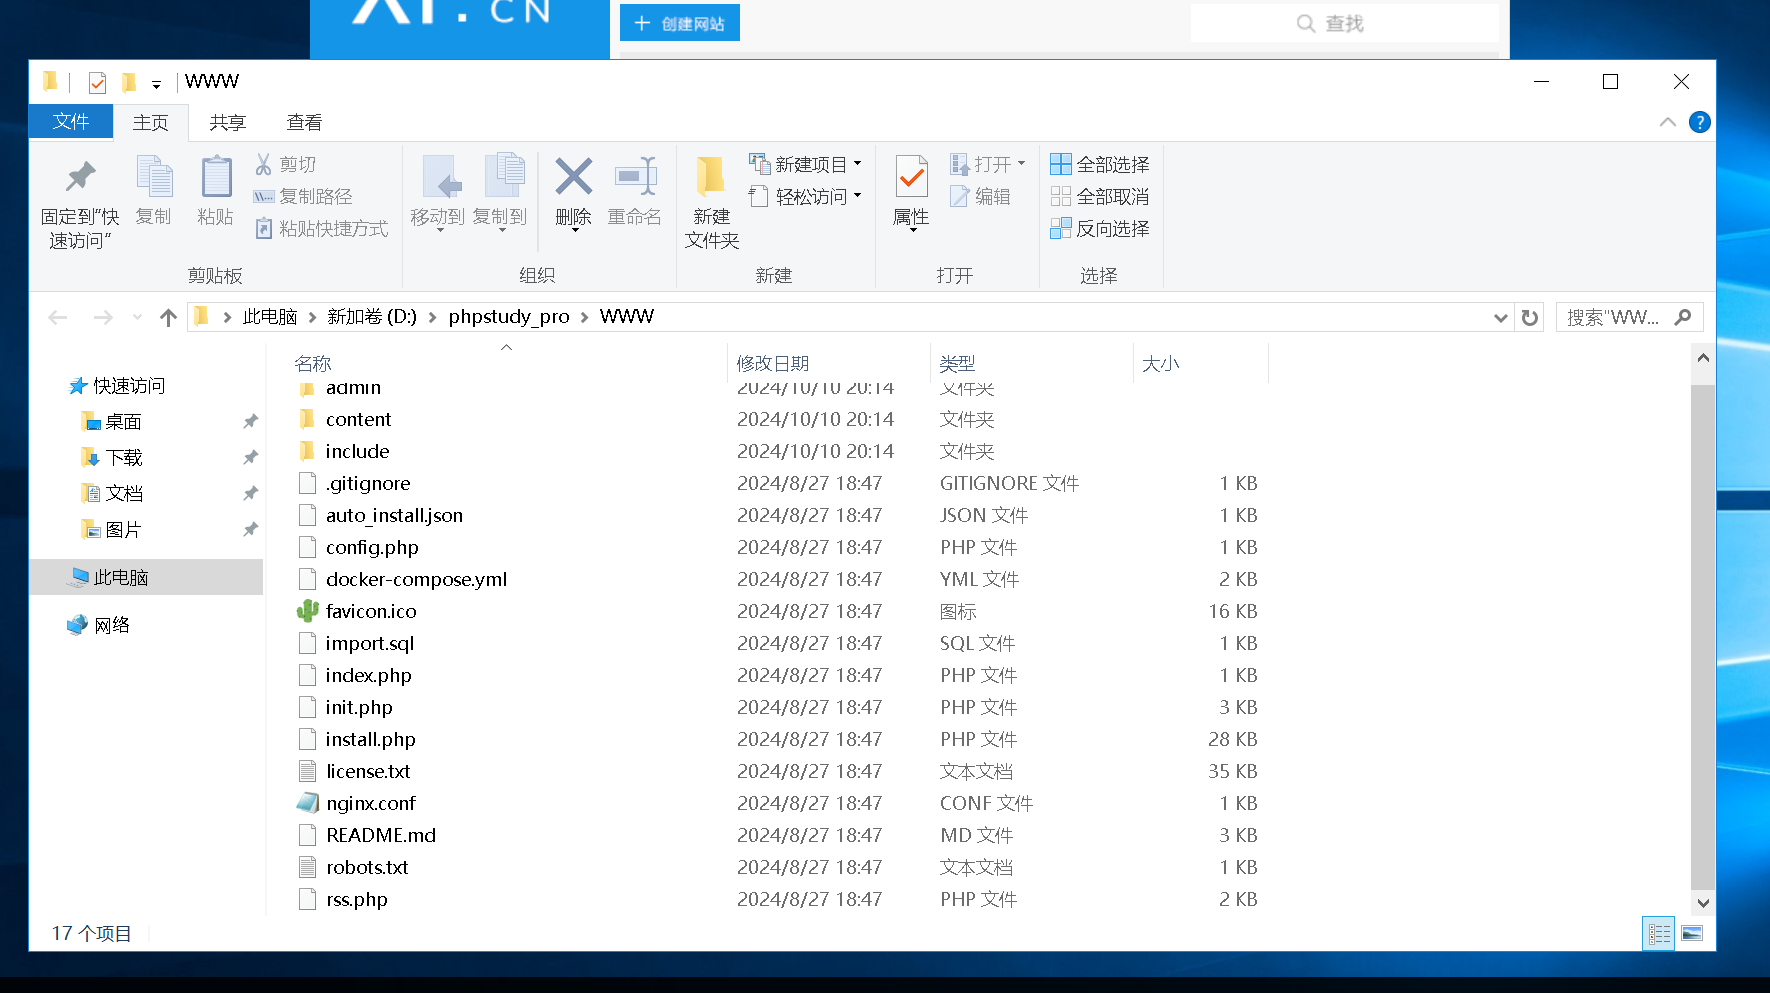 .CN
创建网站
查找
WWW
文件 主页 共享 查看
固定到"快速访问"
复制
粘贴
剪切
复制路径
粘贴快捷方式
剪贴板
移动到
复制到
删除
重命名
组织
新建
文件夹
新建项目
轻松访问
新建
属性
打开
编辑
打开
全部选择
全部取消
反向选择
选择
此电脑 新加卷 (D:) phpstudy_pro WWW
搜索"WW...
快速访问
桌面
下载
文档
图片
此电脑
网络
名称 修改日期 类型 大小
admin 2024/10/10 20:14 文件夹
content 2024/10/10 20:14 文件夹
include 2024/10/10 20:14 文件夹
.gitignore 2024/8/27 18:47 GITIGNORE 文件 1 KB
auto_install.json 2024/8/27 18:47 JSON 文件 1 KB
config.php 2024/8/27 18:47 PHP 文件 1 KB
docker-compose.yml 2024/8/27 18:47 YML 文件 2 KB
favicon.ico 2024/8/27 18:47 图标 16 KB
import.sql 2024/8/27 18:47 SQL 文件 1 KB
index.php 2024/8/27 18:47 PHP 文件 1 KB
init.php 2024/8/27 18:47 PHP 文件 3 KB
install.php 2024/8/27 18:47 PHP 文件 28 KB
license.txt 2024/8/27 18:47 文本文档 35 KB
nginx.conf 2024/8/27 18:47 CONF 文件 1 KB
README.md 2024/8/27 18:47 MD 文件 3 KB
robots.txt 2024/8/27 18:47 文本文档 1 KB
rss.php 2024/8/27 18:47 PHP 文件 2 KB
17 个项目